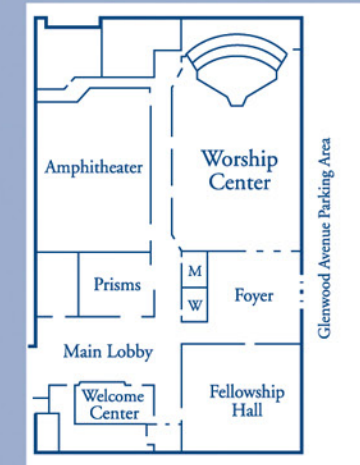 Amphitheater
Worship
Center
Glenwood Avenue Parking Area
M
Prisms
W
Foyer
Main Lobby
Welcome
Center
Fellowship
Hall